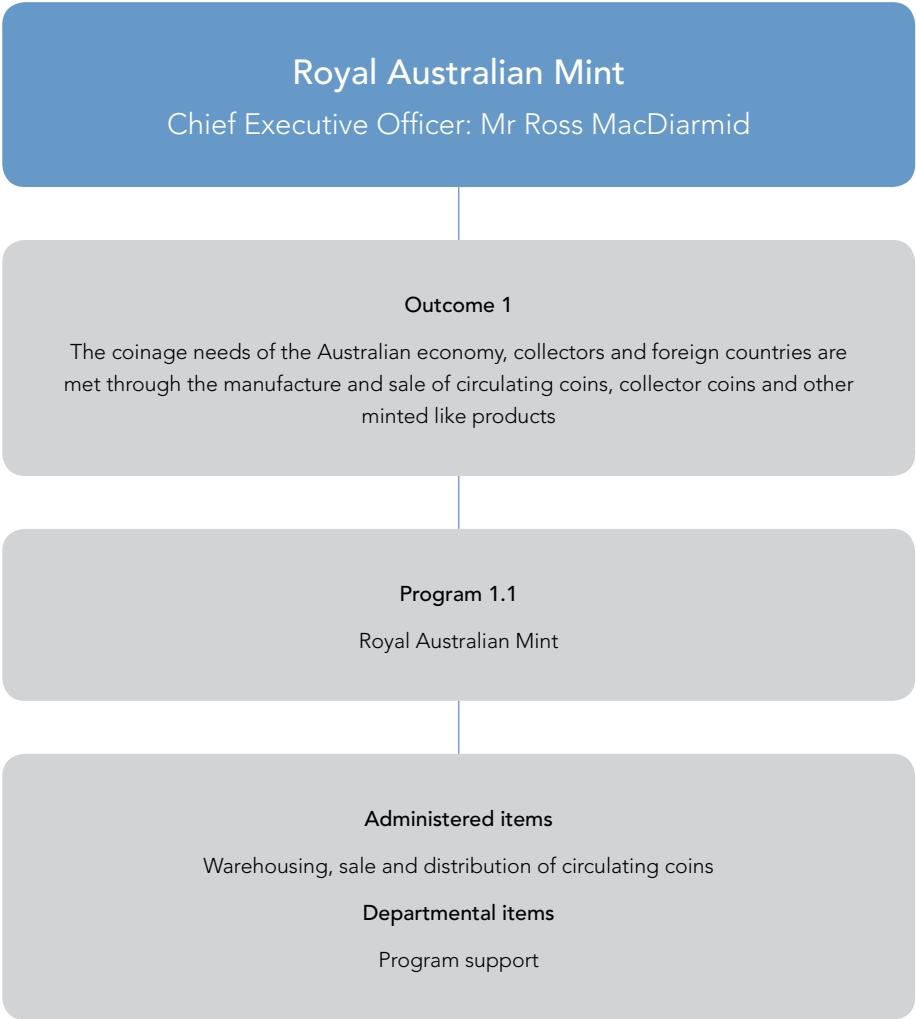 Royal Australian Mint
Chief Executive Officer: Mr Ross MacDiarmid
Outcome 1
The coinage needs of the Australian economy, collectors and foreign countries are
met through the manufacture and sale of circulating coins, collector coins and other
minted like products
Program 1.1
Royal Australian Mint
Administered items
Warehousing, sale and distribution of circulating coins
Departmental items
Program support